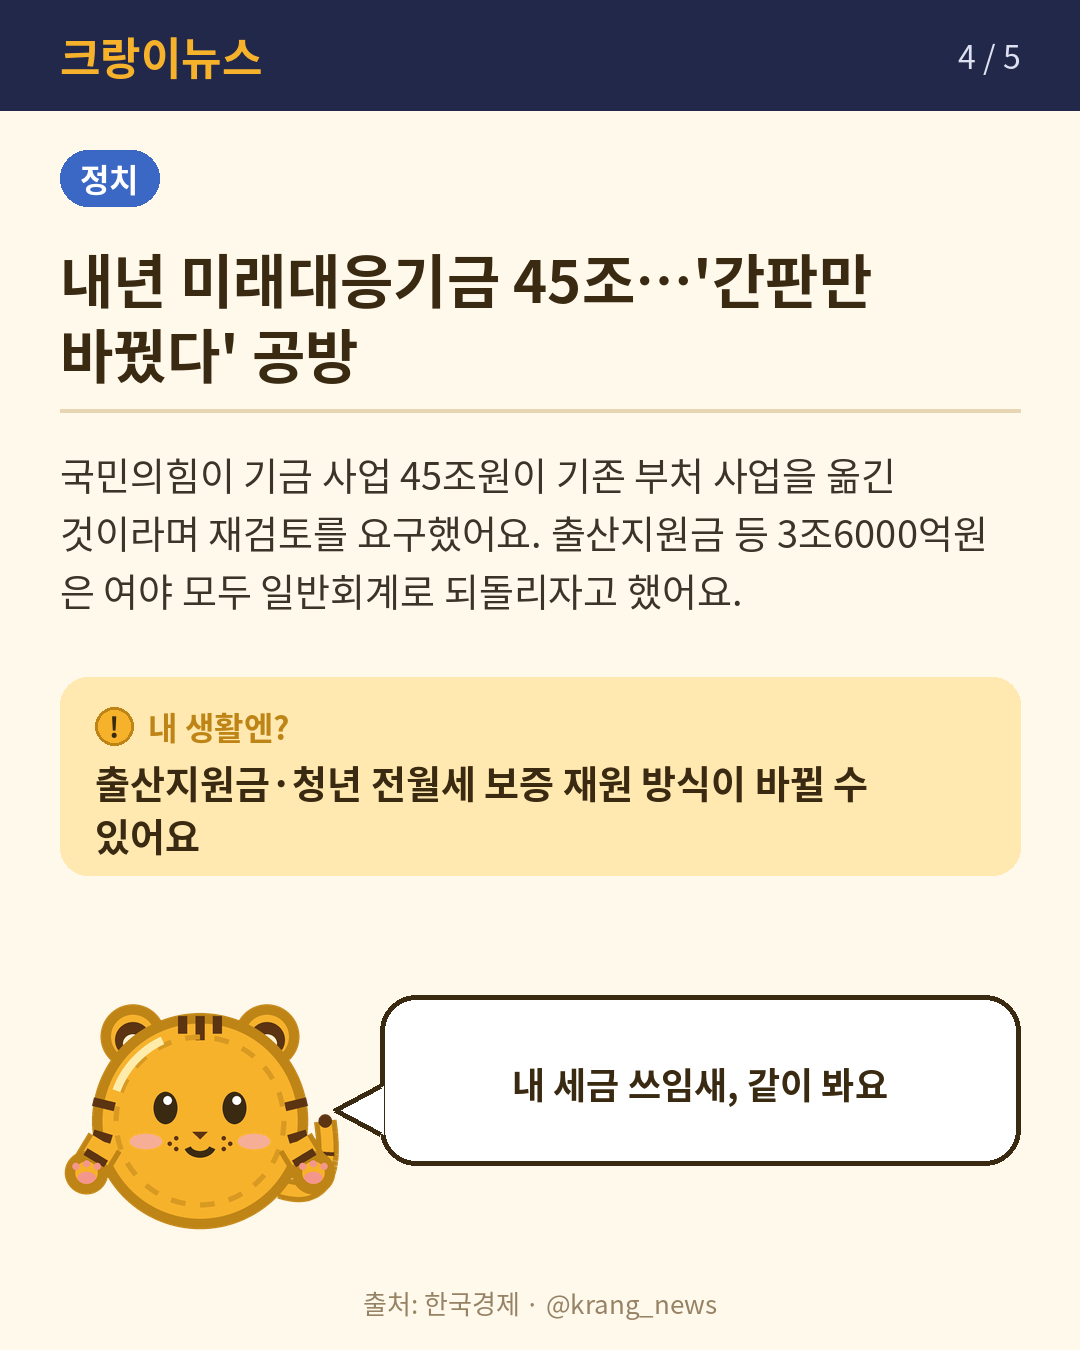 크랑이뉴스
4 / 5
정치
내년 미래대응기금 45조…'간판만
바꿨다' 공방
국민의힘이 기금 사업 45조원이 기존 부처 사업을 옮긴
것이라며 재검토를 요구했어요. 출산지원금 등 3조6000억원
은 여야 모두 일반회계로 되돌리자고 했어요.
! 내 생활엔?
출산지원금·청년 전월세 보증 재원 방식이 바뀔 수
있어요
내 세금 쓰임새, 같이 봐요
출처: 한국경제 · @krang_news